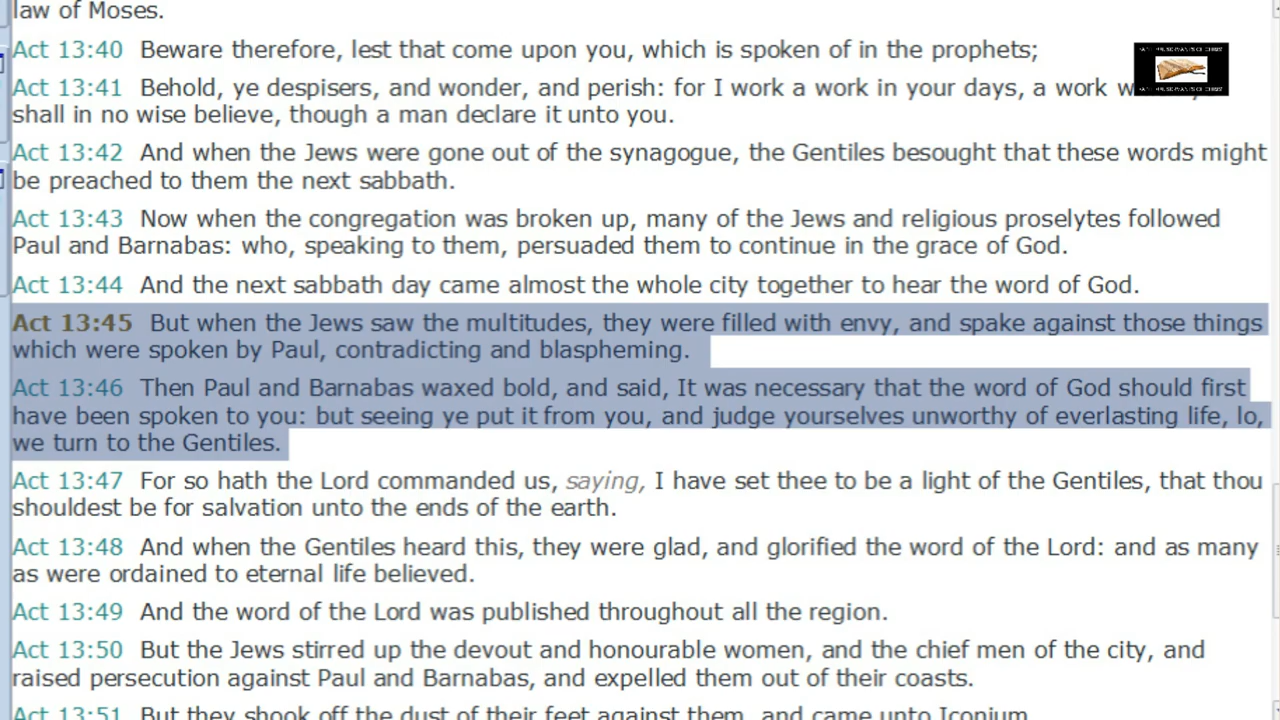 law of Moses.
Act 13:40 Beware therefore, lest that come upon you, which is spoken of in the prophets;
Act 13:41 Behold, ye despisers, and wonder, and perish: for I work a work in your days, a work
shall in no wise believe, though a man declare it unto you.
Act 13:42 And when the Jews were gone out of the synagogue, the Gentiles besought that these words might
be preached to them the next sabbath.
Act 13:43 Now when the congregation was broken up, many of the Jews and religious proselytes followed
Paul and Barnabas: who, speaking to them, persuaded them to continue in the grace of God.
Act 13:44 And the next sabbath day came almost the whole city together to hear the word of God.
Act 13:45 But when the Jews saw the multitudes, they were filled with envy, and spake against those things
which were spoken by Paul, contradicting and blaspheming.
Act 13:46 Then Paul and Barnabas waxed bold, and said, It was necessary that the word of God should first
have been spoken to you: but seeing ye put it from you, and judge yourselves unworthy of everlasting life, lo,
we turn to the Gentiles.
Act 13:47 For so hath the Lord commanded us, saying, I have set thee to be a light of the Gentiles, that thou
shouldest be for salvation unto the ends of the earth.
Act 13:48 And when the Gentiles heard this, they were glad, and glorified the word of the Lord: and as many
as were ordained to eternal life believed.
Act 13:49 And the word of the Lord was published throughout all the region.
Act 13:50 But the Jews stirred up the devout and honourable women, and the chief men of the city, and
raised persecution against Paul and Barnabas, and expelled them out of their coasts.
Act 13:51 But they shook off the dust of their feet against them, and came unto Iconium.